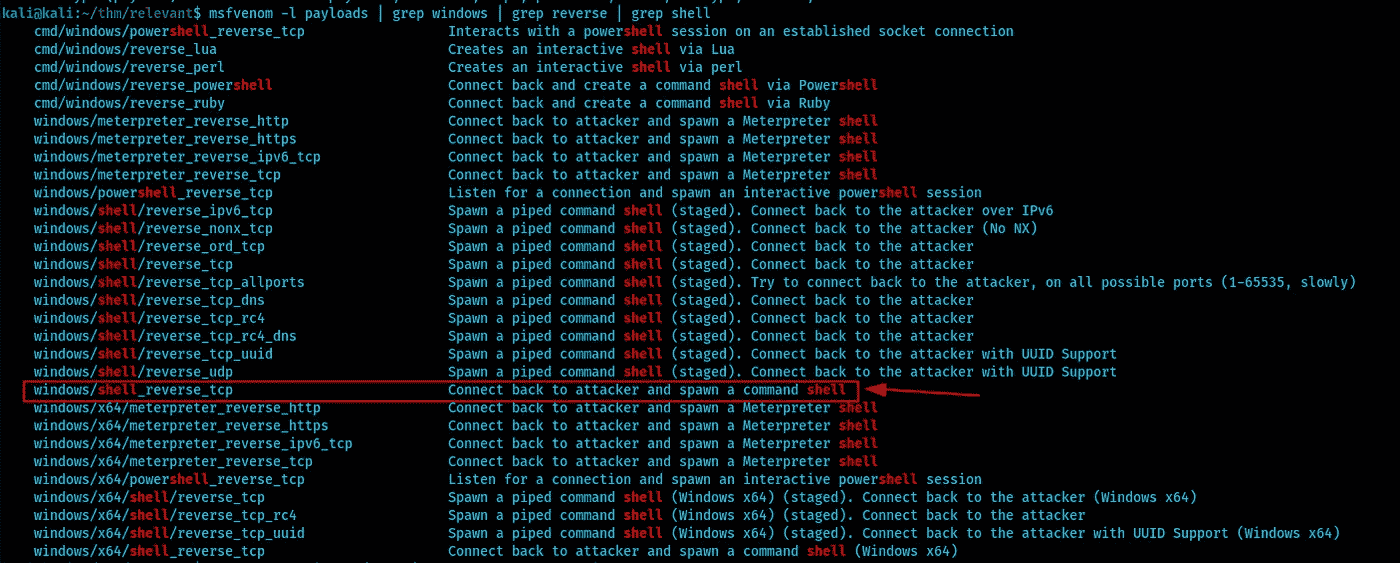 kali@kali:~/thm/relevant$ msfvenom -l payloads | grep windows | grep reverse | grep shell
cmd/windows/powershell_reverse_tcp Interacts with a powershell session on an established socket connection
cmd/windows/reverse_lua Creates an interactive shell via Lua
cmd/windows/reverse_perl Creates an interactive shell via perl
cmd/windows/reverse_powershell Connect back and create a command shell via Powershell
cmd/windows/reverse_ruby Connect back and create a command shell via Ruby
windows/meterpreter_reverse_http Connect back to attacker and spawn a Meterpreter shell
windows/meterpreter_reverse_https Connect back to attacker and spawn a Meterpreter shell
windows/meterpreter_reverse_ipv6_tcp Connect back to attacker and spawn a Meterpreter shell
windows/meterpreter_reverse_tcp Connect back to attacker and spawn a Meterpreter shell
windows/powershell_reverse_tcp Listen for a connection and spawn an interactive powershell session
windows/shell/reverse_ipv6_tcp Spawn a piped command shell (staged). Connect back to the attacker over IPv6
windows/shell/reverse_nonx_tcp Spawn a piped command shell (staged). Connect back to the attacker (No NX)
windows/shell/reverse_ord_tcp Spawn a piped command shell (staged). Connect back to the attacker
windows/shell/reverse_tcp Spawn a piped command shell (staged). Connect back to the attacker
windows/shell/reverse_tcp_allports Spawn a piped command shell (staged). Try to connect back to the attacker, on all possible ports (1-65535, slowly)
windows/shell/reverse_tcp_dns Spawn a piped command shell (staged). Connect back to the attacker
windows/shell/reverse_tcp_rc4 Spawn a piped command shell (staged). Connect back to the attacker
windows/shell/reverse_tcp_rc4_dns Spawn a piped command shell (staged). Connect back to the attacker
windows/shell/reverse_tcp_uuid Spawn a piped command shell (staged). Connect back to the attacker with UUID Support
windows/shell/reverse_udp Spawn a piped command shell (staged). Connect back to the attacker with UUID Support
windows/shell_reverse_tcp Connect back to attacker and spawn a command shell
windows/x64/meterpreter_reverse_http Connect back to attacker and spawn a Meterpreter shell
windows/x64/meterpreter_reverse_https Connect back to attacker and spawn a Meterpreter shell
windows/x64/meterpreter_reverse_ipv6_tcp Connect back to attacker and spawn a Meterpreter shell
windows/x64/meterpreter_reverse_tcp Connect back to attacker and spawn a Meterpreter shell
windows/x64/powershell_reverse_tcp Listen for a connection and spawn an interactive powershell session
windows/x64/shell/reverse_tcp Spawn a piped command shell (Windows x64) (staged). Connect back to the attacker (Windows x64)
windows/x64/shell/reverse_tcp_rc4 Spawn a piped command shell (Windows x64) (staged). Connect back to the attacker
windows/x64/shell/reverse_tcp_uuid Spawn a piped command shell (Windows x64) (staged). Connect back to the attacker with UUID Support (Windows x64)
windows/x64/shell_reverse_tcp Connect back to attacker and spawn a command shell (Windows x64)